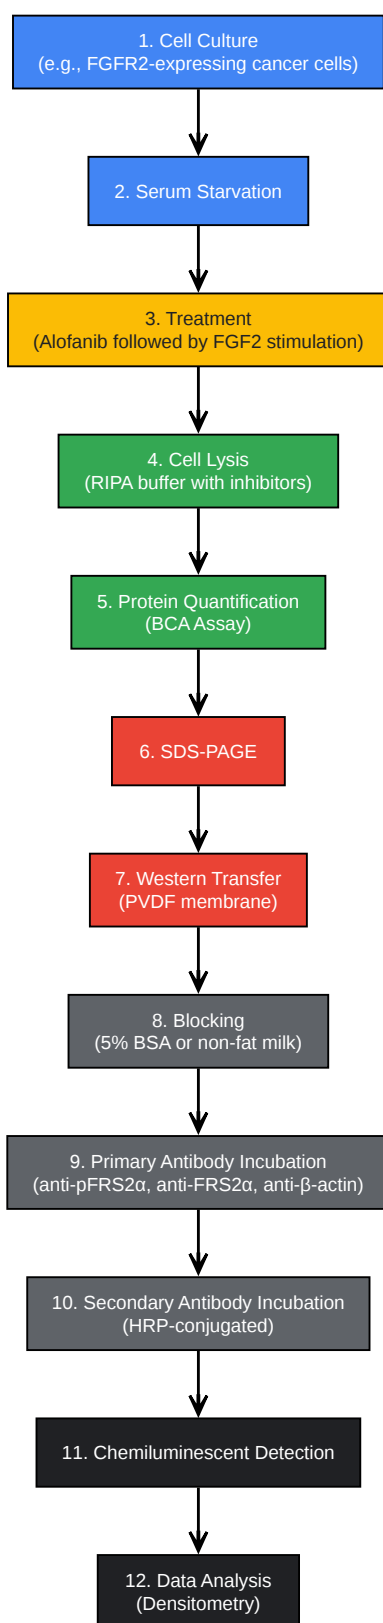 1. Cell Culture
(e.g., FGFR2-expressing cancer cells)
2. Serum Starvation
3. Treatment
(Alofanib followed by FGF2 stimulation)
4. Cell Lysis
(RIPA buffer with inhibitors)
5. Protein Quantification
(BCA Assay)
6. SDS-PAGE
7. Western Transfer
(PVDF membrane)
8. Blocking
(5% BSA or non-fat milk)
9. Primary Antibody Incubation
(anti-pFRS2α, anti-FRS2α, anti-β-actin)
10. Secondary Antibody Incubation
(HRP-conjugated)
11. Chemiluminescent Detection
12. Data Analysis
(Densitometry)